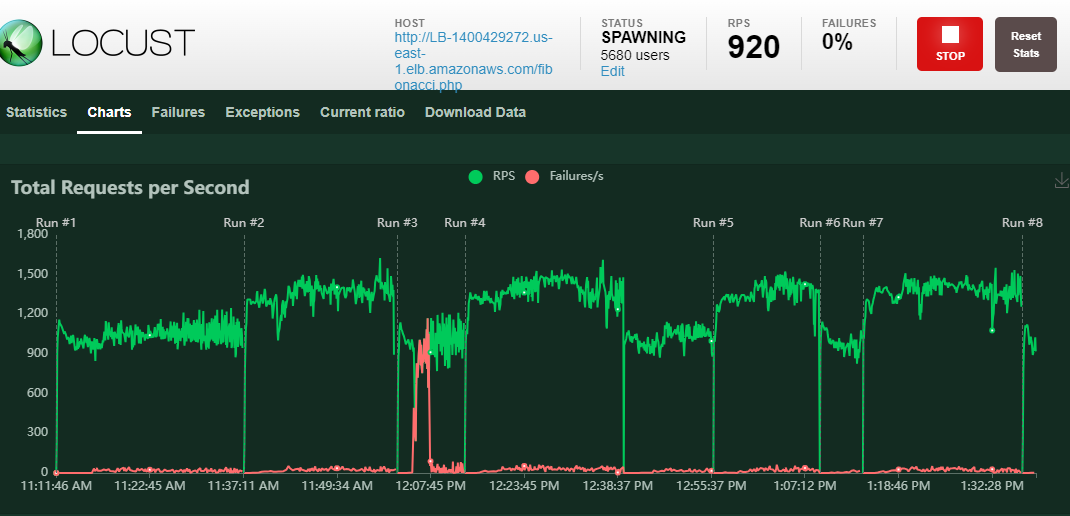 LOCUST
HOST
http://LB-1400429272.us-
east-
1.elb.amazonaws.com/fib
onacci.php
STATUS
SPAWNING
5680 users
Edit
RPS
920
FAILURES
0%
STOP
Reset
Stats
Statistics Charts Failures Exceptions Current ratio Download Data
Total Requests per Second
RPS Failures/s
Run #1 Run #2 Run #3 Run #4 Run #5 Run #6 Run #7 Run #8
1,800
1,500
1,200
900
600
300
0
11:11:46 AM 11:22:45 AM 11:37:11 AM 11:49:34 AM 12:07:45 PM 12:23:45 PM 12:38:37 PM 12:55:37 PM 1:07:12 PM 1:18:46 PM 1:32:28 PM